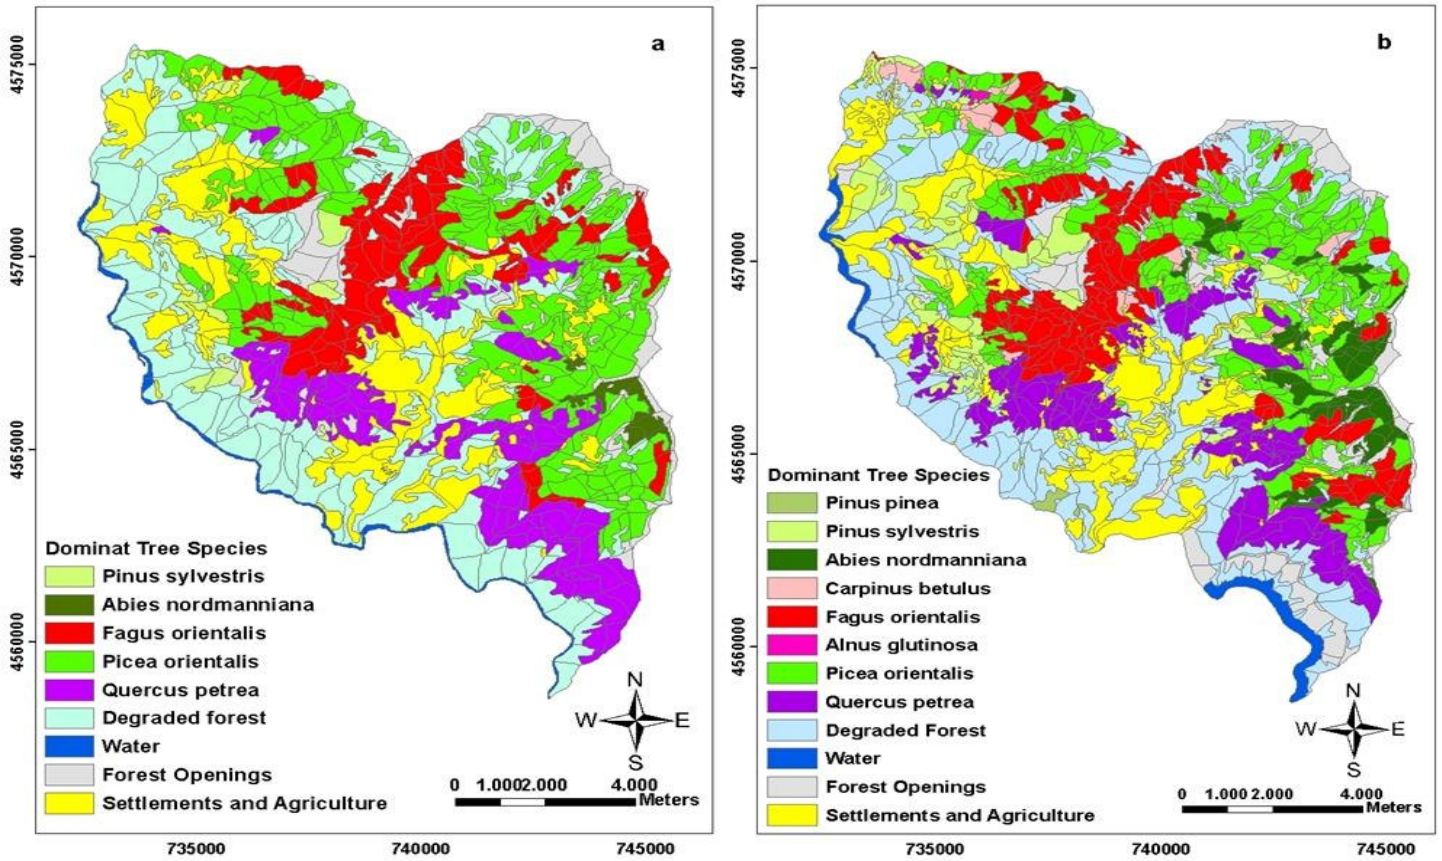 a
4575000
4570000
4565000
4560000
Dominat Tree Species
Pinus sylvestris
Abies nordmanniana
Fagus orientalis
Picea orientalis
Quercus petrea
Degraded forest
Water
Forest Openings
Settlements and Agriculture
N
W E
S
0 1.0002.000 4.000
Meters
735000 740000 745000
b
4575000
4570000
4565000
4560000
Dominant Tree Species
Pinus pinea
Pinus sylvestris
Abies nordmanniana
Carpinus betulus
Fagus orientalis
Alnus glutinosa
Picea orientalis
Quercus petrea
Degraded Forest
Water
Forest Openings
Settlements and Agriculture
N
W E
S
0 1.000 2.000 4.000
Meters
735000 740000 745000